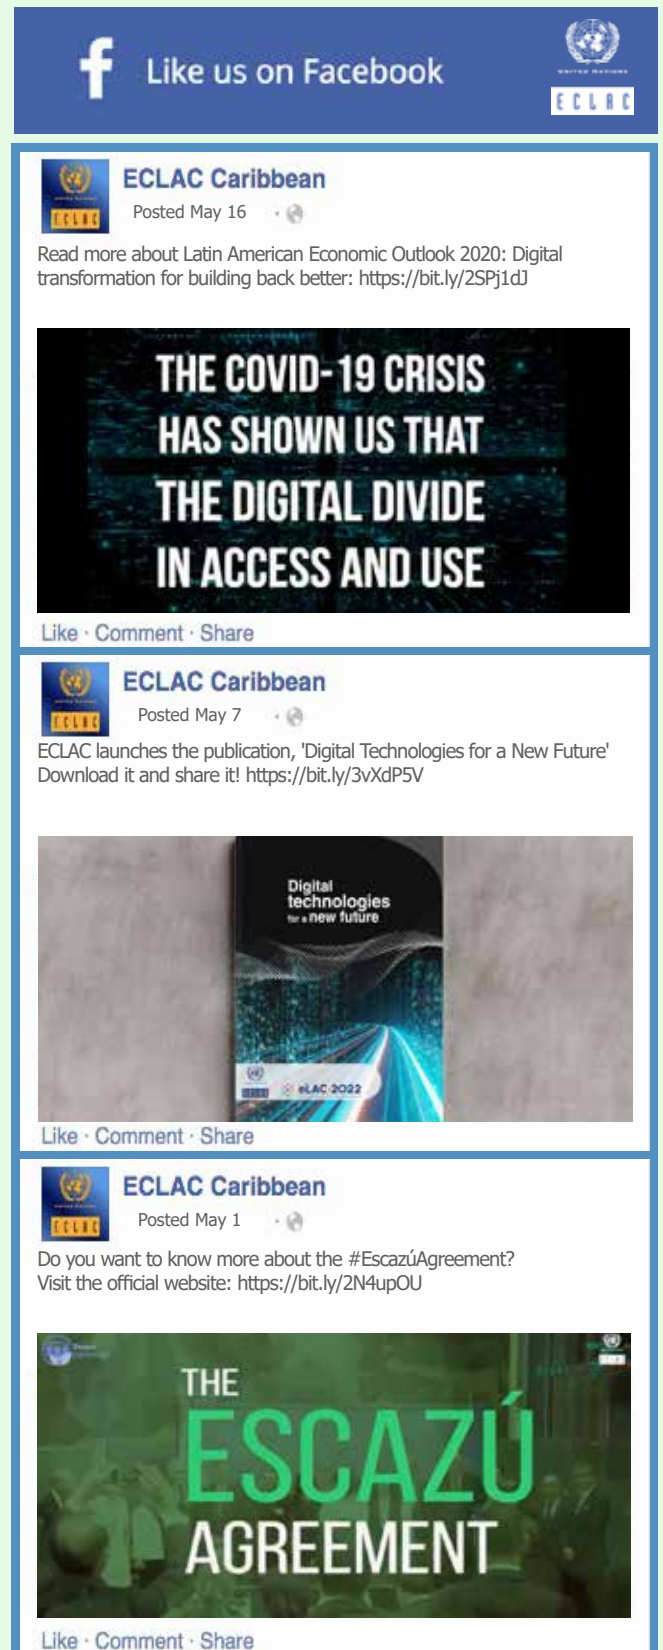 f Like us on Facebook
UNITED NATIONS
ECLAC
ECLAC
ECLAC Caribbean
Posted May 16
Read more about Latin American Economic Outlook 2020: Digital
transformation for building back better: https://bit.ly/2SPj1dJ
THE COVID-19 CRISIS
HAS SHOWN US THAT
THE DIGITAL DIVIDE
IN ACCESS AND USE
Like · Comment · Share
ECLAC
ECLAC Caribbean
Posted May 7
ECLAC launches the publication, 'Digital Technologies for a New Future'
Download it and share it! https://bit.ly/3vXdP5V
Digital
technologies
for a new future
eLAC 2022
Like · Comment · Share
ECLAC
ECLAC Caribbean
Posted May 1
Do you want to know more about the #EscazúAgreement?
Visit the official website: https://bit.ly/2N4upOU
THE
ESCAZÚ
AGREEMENT
Like · Comment · Share